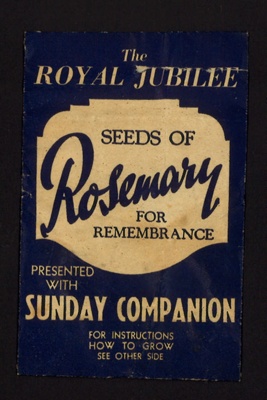 The
ROYAL JUBILEE
SEEDS OF
Rosemary
FOR
REMEMBRANCE
PRESENTED
WITH
SUNDAY COMPANION
FOR INSTRUCTIONS
HOW TO GROW
SEE OTHER SIDE